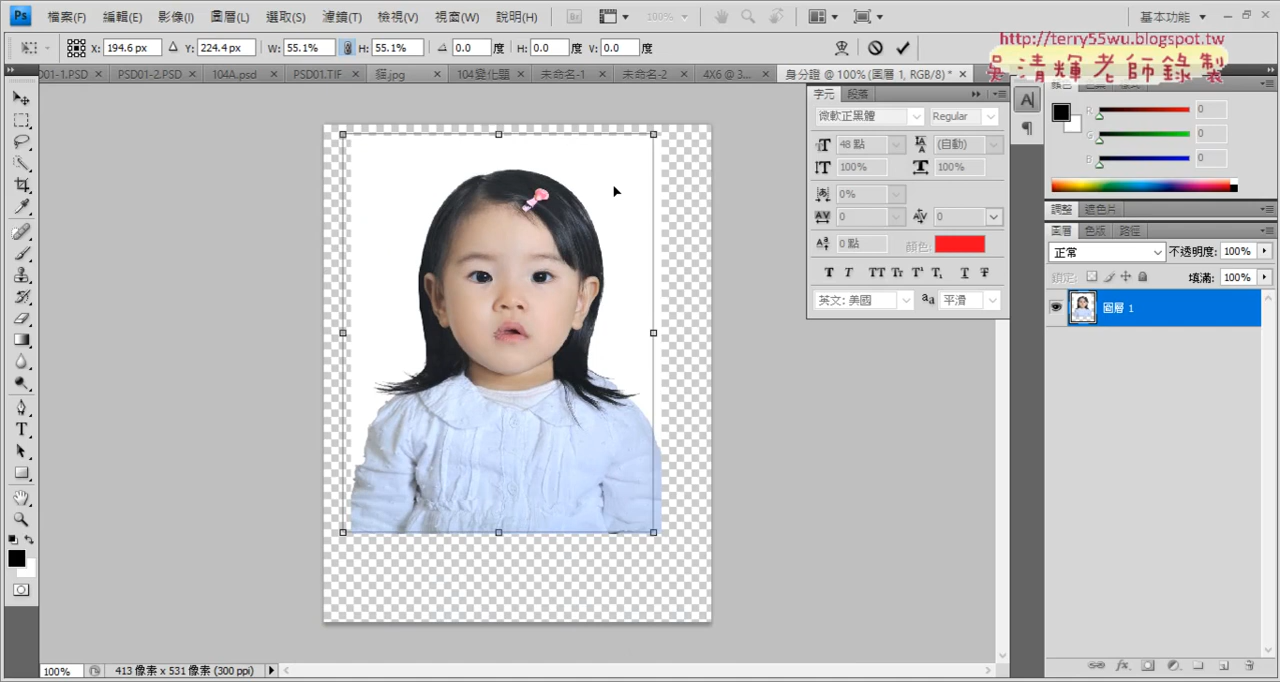 Ps 檔案(F) 編輯(E) 影像(I) 圖層(L) 選取(S) 濾鏡(T) 檢視(V) 視窗(W) 說明(H) Br 100% 基本功能
X: 194.6 px Y: 224.4 px W: 55.1% H: 55.1% 0.0 度 H: 0.0 度 V: 0.0 度
http://terry55wu.blogspot.tw
吳清輝老師錄製
01-1.PSD PSD01-2.PSD 104A.psd PSD01.TIF 貓.jpg 104變化題 未命名-1 未命名-2 4X6 @ 3... 身分證 @ 100% (圖層 1, RGB/8) *
字元 段落
微軟正黑體 Regular
48 點 (自動)
100% 100%
0%
0 0
0 點 顏色:
英文: 美國 aa 平滑
R 0
G 0
B 0
調整 遮色片
圖層 色版 路徑
正常 不透明度: 100%
鎖定: 填滿: 100%
圖層 1
100% 413 像素 x 531 像素 (300 ppi)